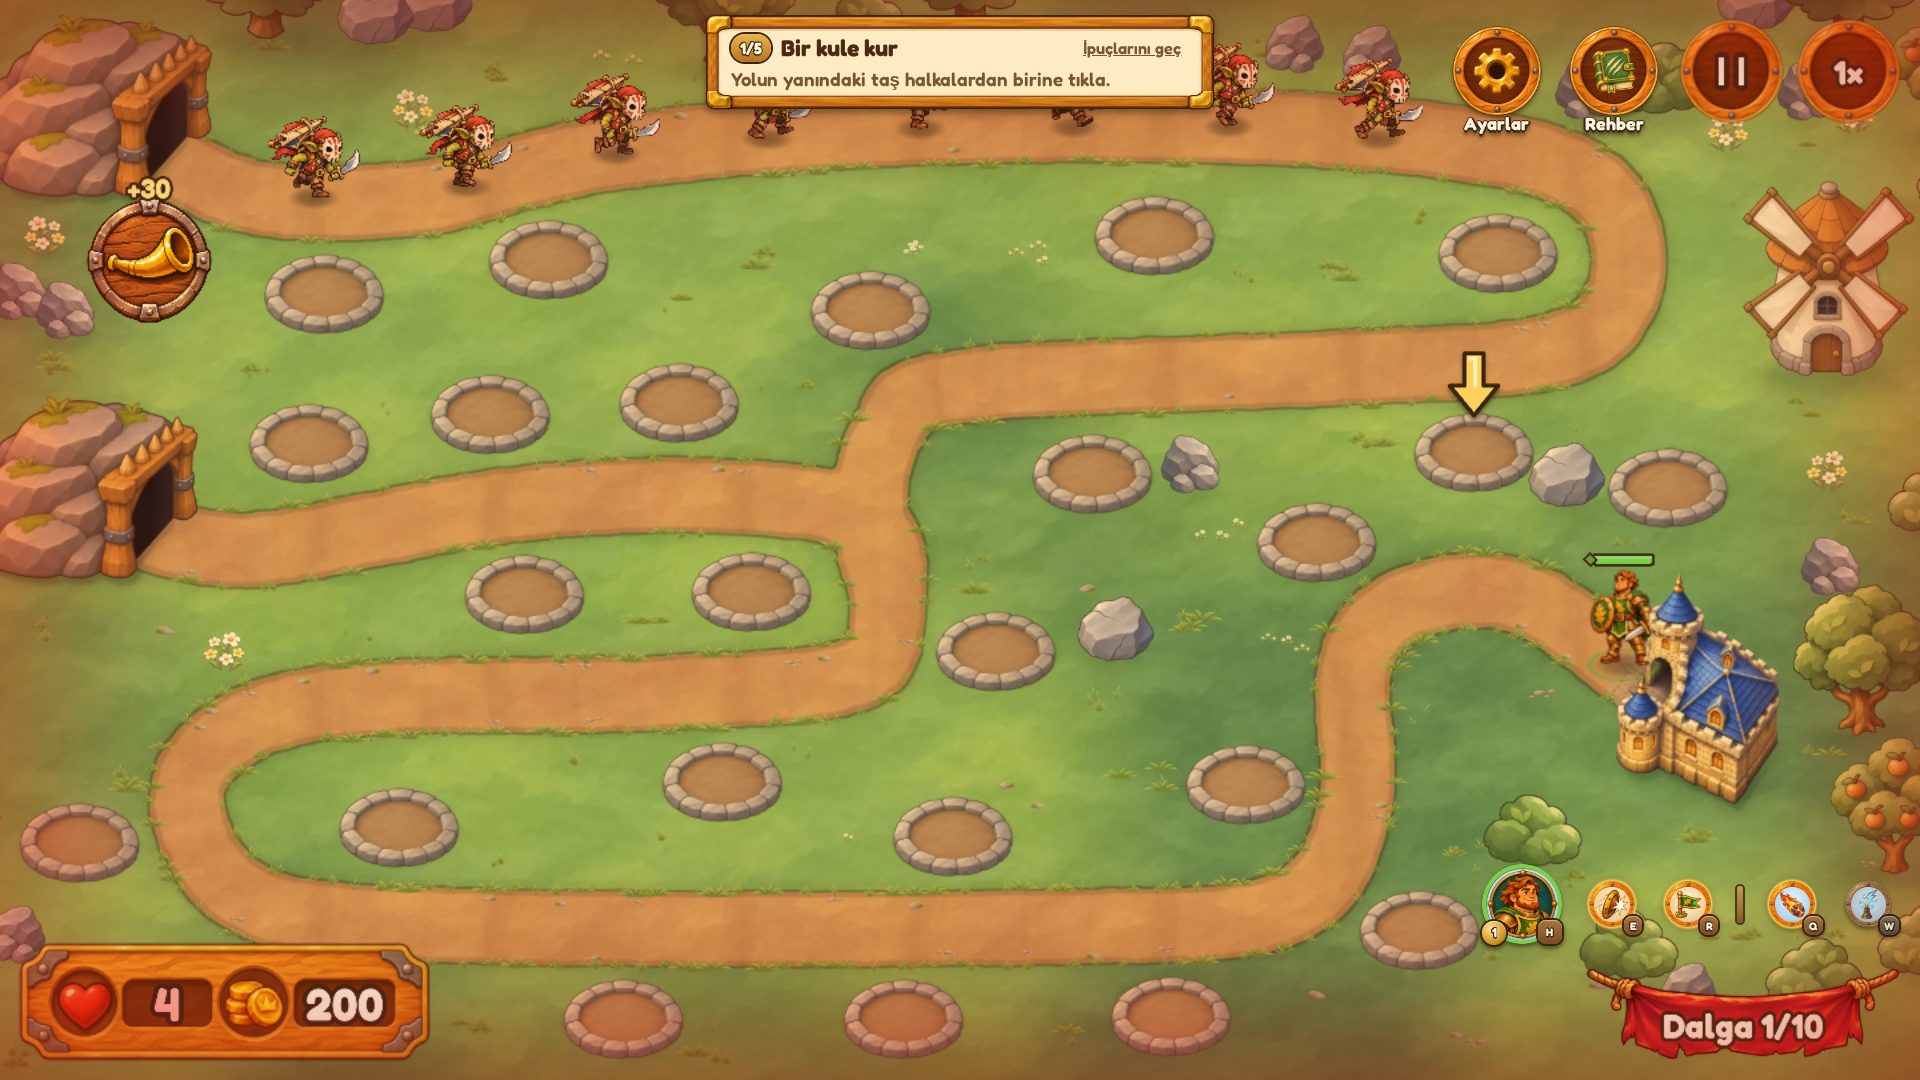 1/5 Bir kule kur İpuçlarını geç
Yolun yanındaki taş halkalardan birine tıkla.
1x
Ayarlar
Rehber
+30
1
H
E
R
Q
W
4
200
Dalga 1/10